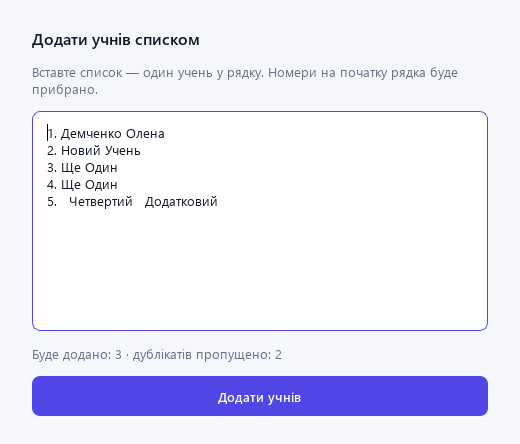 Додати учнів списком
Вставте список — один учень у рядку. Номери на початку рядка буде
прибрано.
1. Демченко Олена
2. Новий Учень
3. Ще Один
4. Ще Один
5.   Четвертий   Додатковий
Буде додано: 3 · дублікатів пропущено: 2
Додати учнів